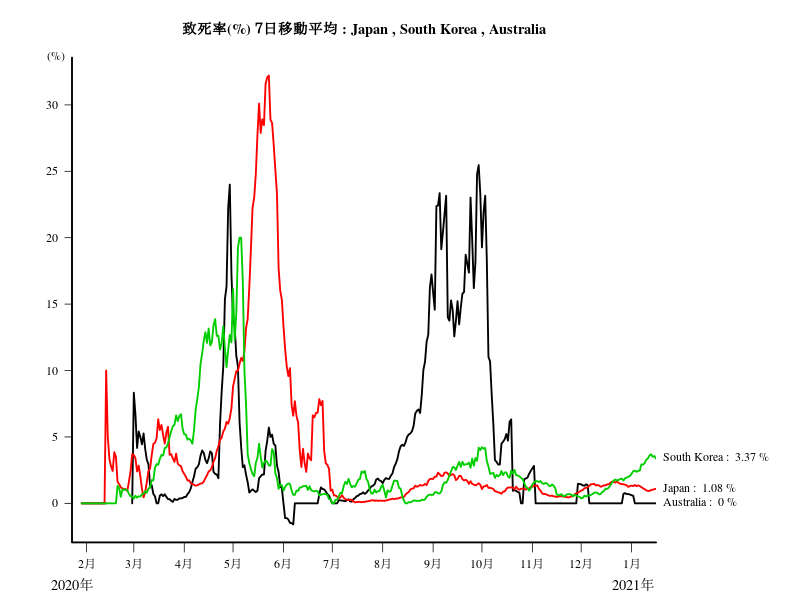 致死率(%) 7日移動平均 : Japan , South Korea , Australia
(%)
30
25
20
15
10
5
0
South Korea : 3.37 %
Japan : 1.08 %
Australia : 0 %
2月 3月 4月 5月 6月 7月 8月 9月 10月 11月 12月 1月
2020年 2021年